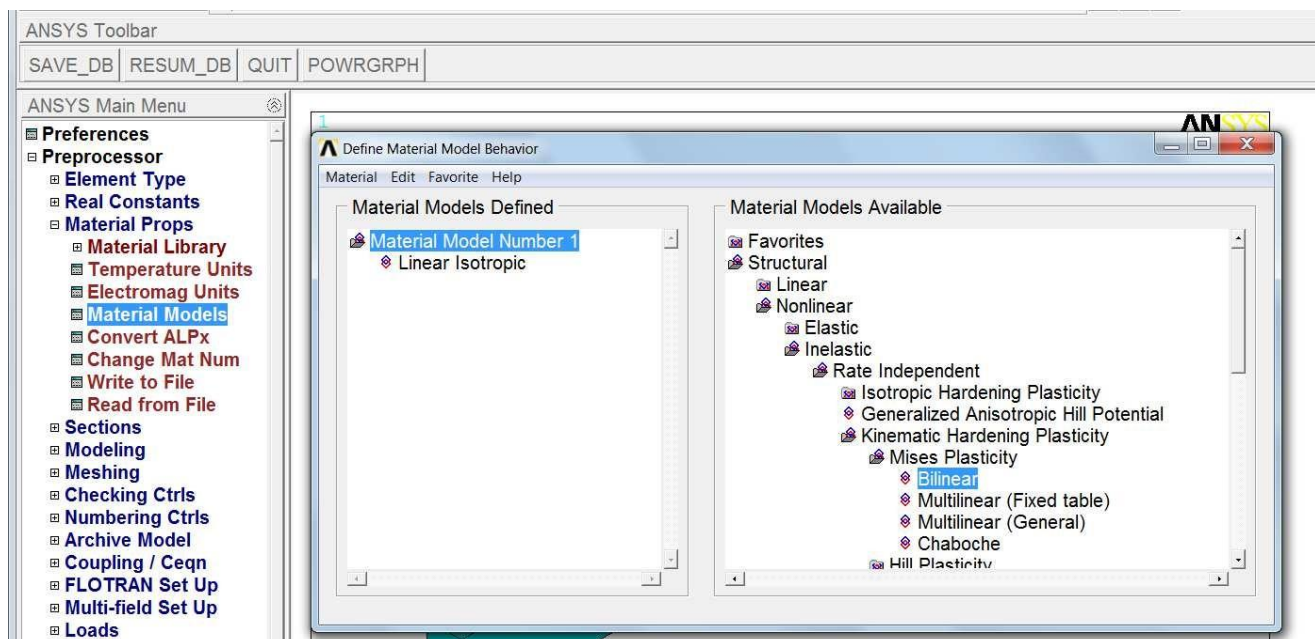 ANSYS Toolbar
SAVE_DB RESUM_DB QUIT POWRGRPH
ANSYS Main Menu
Preferences
Preprocessor
Element Type
Real Constants
Material Props
Material Library
Temperature Units
Electromag Units
Material Models
Convert ALPx
Change Mat Num
Write to File
Read from File
Sections
Modeling
Meshing
Checking Ctrls
Numbering Ctrls
Archive Model
Coupling / Ceqn
FLOTRAN Set Up
Multi-field Set Up
Loads
1
ANSYS
Define Material Model Behavior
Material Edit Favorite Help
Material Models Defined
Material Model Number 1
Linear Isotropic
Material Models Available
Favorites
Structural
Linear
Nonlinear
Elastic
Inelastic
Rate Independent
Isotropic Hardening Plasticity
Generalized Anisotropic Hill Potential
Kinematic Hardening Plasticity
Mises Plasticity
Bilinear
Multilinear (Fixed table)
Multilinear (General)
Chaboche
Hill Plasticity